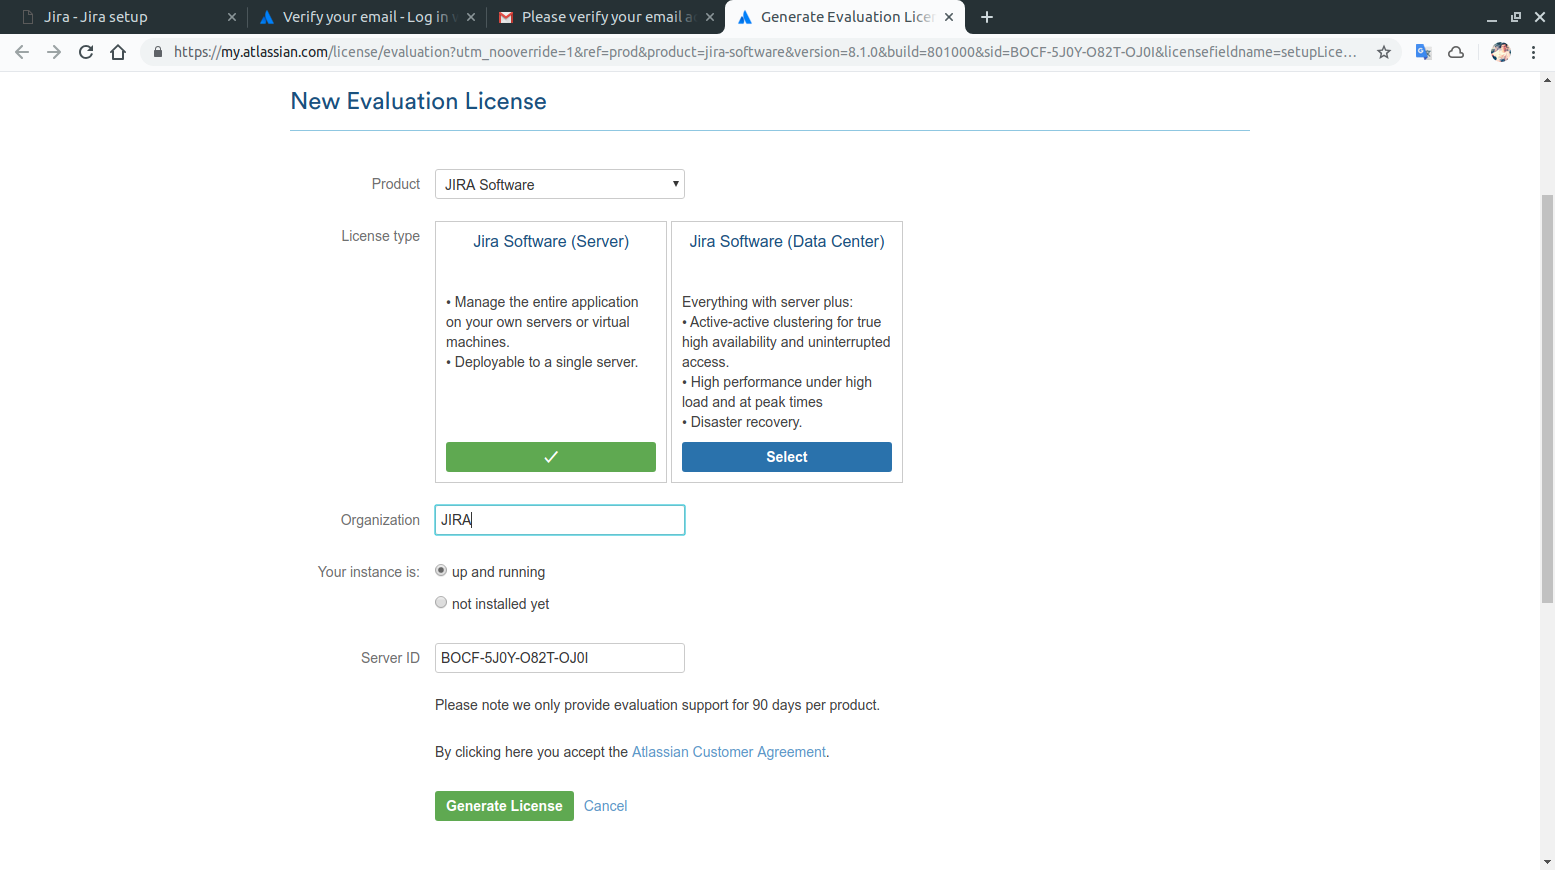 Jira - Jira setup
Verify your email - Log in
Please verify your email a
Generate Evaluation Licen
https://my.atlassian.com/license/evaluation?utm_nooverride=1&ref=prod&product=jira-software&version=8.1.0&build=801000&sid=BOCF-5J0Y-O82T-OJ0I&licensefieldname=setupLice...
New Evaluation License
Product
JIRA Software
License type
Jira Software (Server)
• Manage the entire application
on your own servers or virtual
machines.
• Deployable to a single server.
Jira Software (Data Center)
Everything with server plus:
• Active-active clustering for true
high availability and uninterrupted
access.
• High performance under high
load and at peak times
• Disaster recovery.
Select
Organization
JIRA
Your instance is:
up and running
not installed yet
Server ID
BOCF-5J0Y-O82T-OJ0I
Please note we only provide evaluation support for 90 days per product.
By clicking here you accept the Atlassian Customer Agreement.
Generate License
Cancel